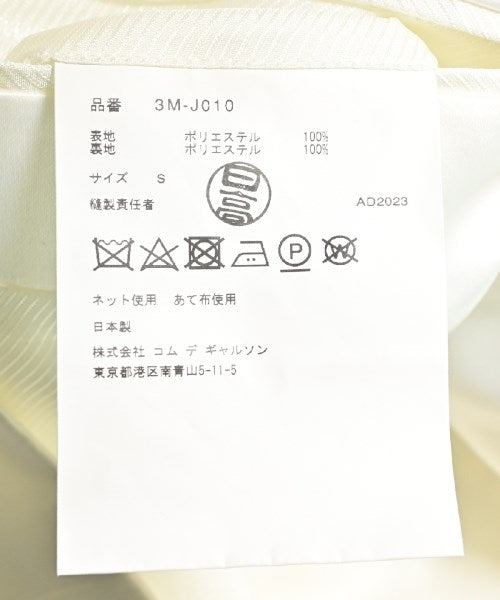 品番 3M-J010
表地 ポリエステル 100%
裏地 ポリエステル 100%
サイズ S
縫製責任者
AD2023
P
W
ネット使用 あて布使用
日本製
株式会社 コム デ ギャルソン
東京都港区南青山5-11-5